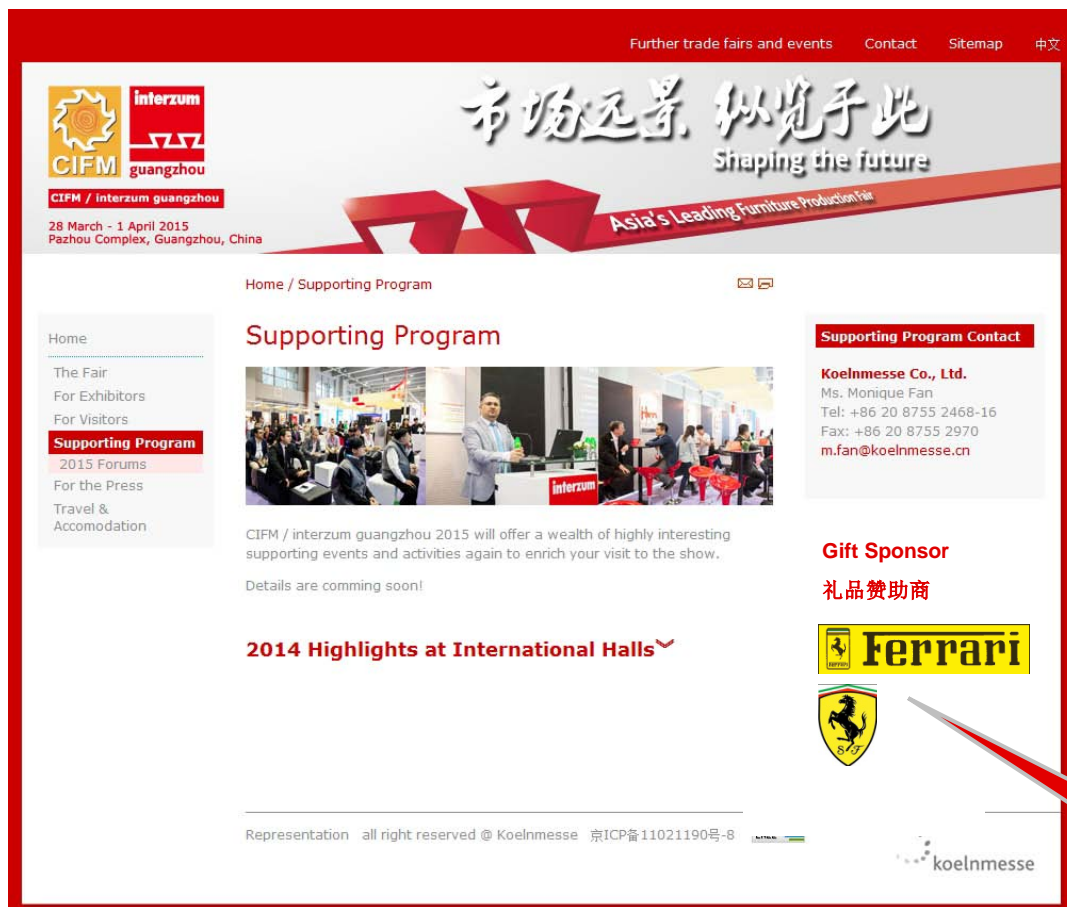 Further trade fairs and events Contact Sitemap 中文
CIFM
interzum
guangzhou
市场远景 纵览于此
Shaping the future
Asia's Leading Furniture Production Fair
CIFM / interzum guangzhou
28 March - 1 April 2015
Pazhou Complex, Guangzhou, China
Home / Supporting Program
Home
The Fair
For Exhibitors
For Visitors
Supporting Program
2015 Forums
For the Press
Travel &
Accomodation
Supporting Program
interzum
CIFM / interzum guangzhou 2015 will offer a wealth of highly interesting
supporting events and activities again to enrich your visit to the show.
Details are comming soon!
2014 Highlights at International Halls
Supporting Program Contact
Koelnmesse Co., Ltd.
Ms. Monique Fan
Tel: +86 20 8755 2468-16
Fax: +86 20 8755 2970
m.fan@koelnmesse.cn
Gift Sponsor
礼品赞助商
Ferrari
S F
Representation all right reserved @ Koelnmesse 京ICP备11021190号-8
koelnmesse